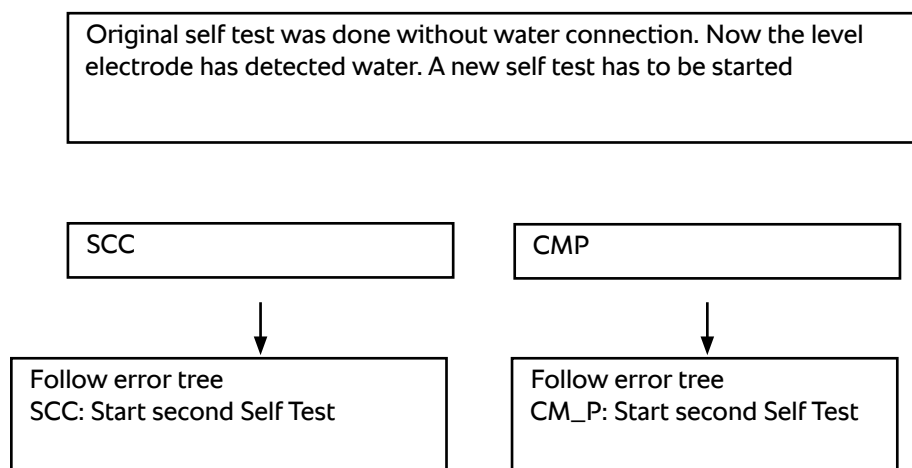 Original self test was done without water connection. Now the level
electrode has detected water. A new self test has to be started
SCC
CMP
Follow error tree
SCC: Start second Self Test
Follow error tree
CM_P: Start second Self Test